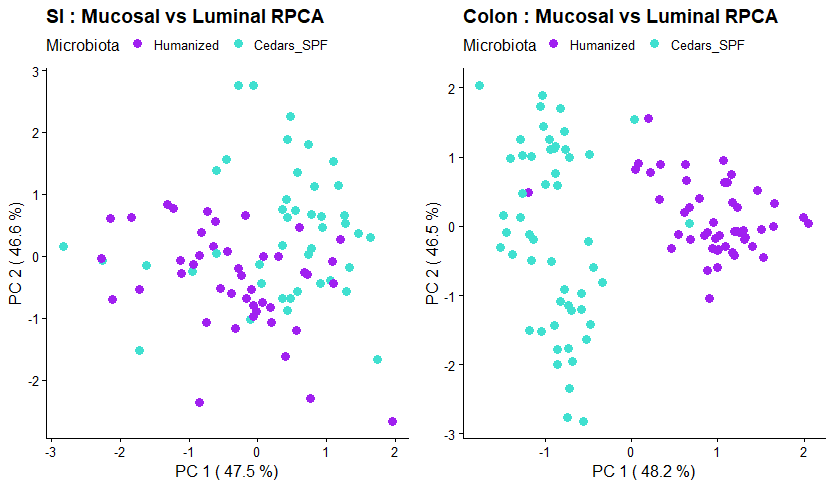 SI : Mucosal vs Luminal RPCA
Microbiota Humanized Cedars_SPF
3
2
1
0
-1
-2
PC 2 ( 46.6 %)
-3 -2 -1 0 1 2
PC 1 ( 47.5 %)
Colon : Mucosal vs Luminal RPCA
Microbiota Humanized Cedars_SPF
2
1
0
-1
-2
-3
PC 2 ( 46.5 %)
-1 0 1 2
PC 1 ( 48.2 %)